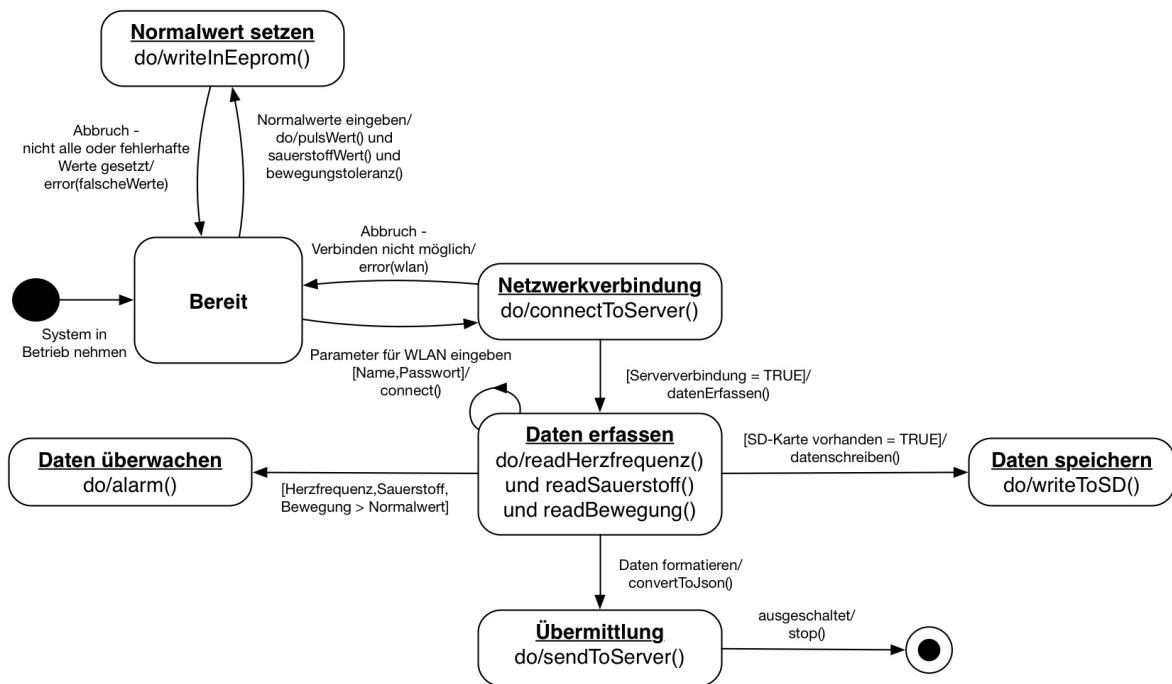 Normalwert setzen
do/writeInEeprom()
Abbruch -
nicht alle oder fehlerhafte
Werte gesetzt/
error(falscheWerte)
Normalwerte eingeben/
do/pulsWert() und
sauerstoffWert() und
bewegungstoleranz()
Bereit
System in
Betrieb nehmen
Abbruch -
Verbinden nicht möglich/
error(wlan)
Netzwerkverbindung
do/connectToServer()
Parameter für WLAN eingeben
[Name,Passwort]/
connect()
[Serververbindung = TRUE]/
datenErfassen()
Daten erfassen
do/readHerzfrequenz()
und readSauerstoff()
und readBewegung()
[SD-Karte vorhanden = TRUE]/
datenschreiben()
Daten speichern
do/writeToSD()
Daten überwachen
do/alarm()
[Herzfrequenz,Sauerstoff,
Bewegung > Normalwert]
Daten formatieren/
convertToJson()
Übermittlung
do/sendToServer()
ausgeschaltet/
stop()